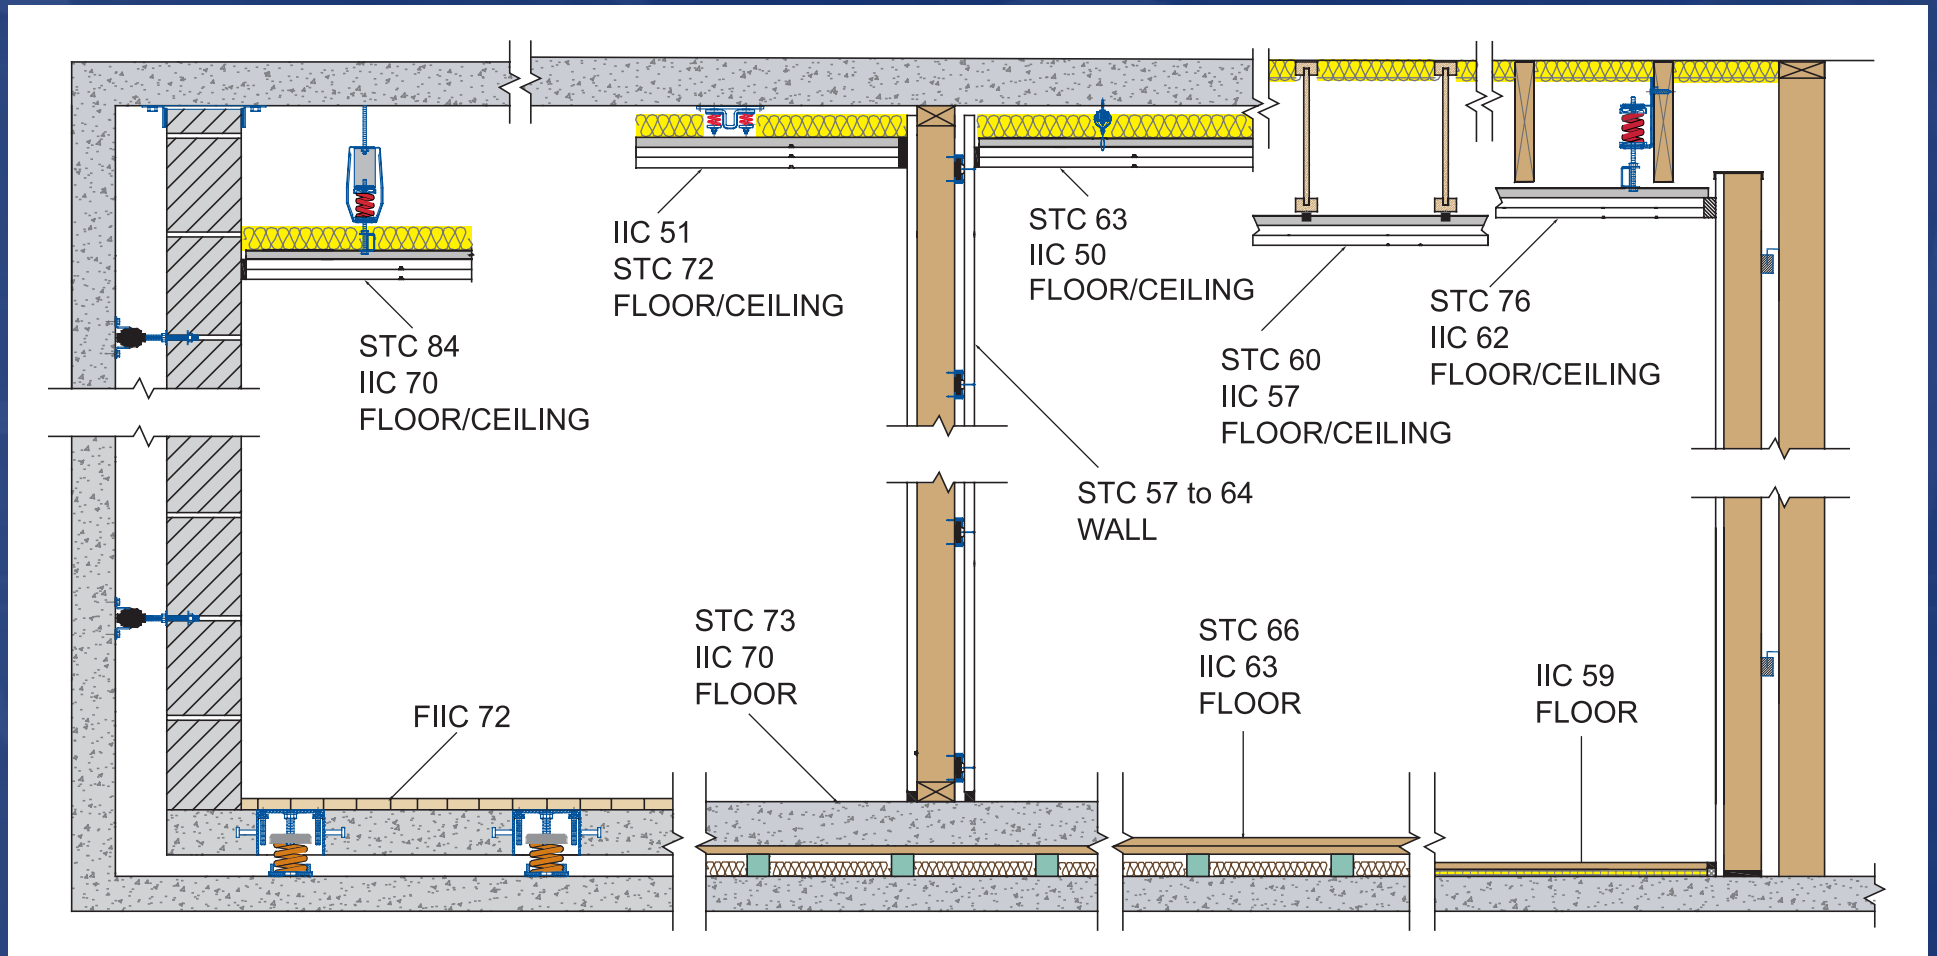 IIC 51
STC 72
FLOOR/CEILING
STC 63
IIC 50
FLOOR/CEILING
STC 84
IIC 70
FLOOR/CEILING
STC 60
IIC 57
FLOOR/CEILING
STC 76
IIC 62
FLOOR/CEILING
STC 57 to 64
WALL
FIIC 72
STC 73
IIC 70
FLOOR
STC 66
IIC 63
FLOOR
IIC 59
FLOOR